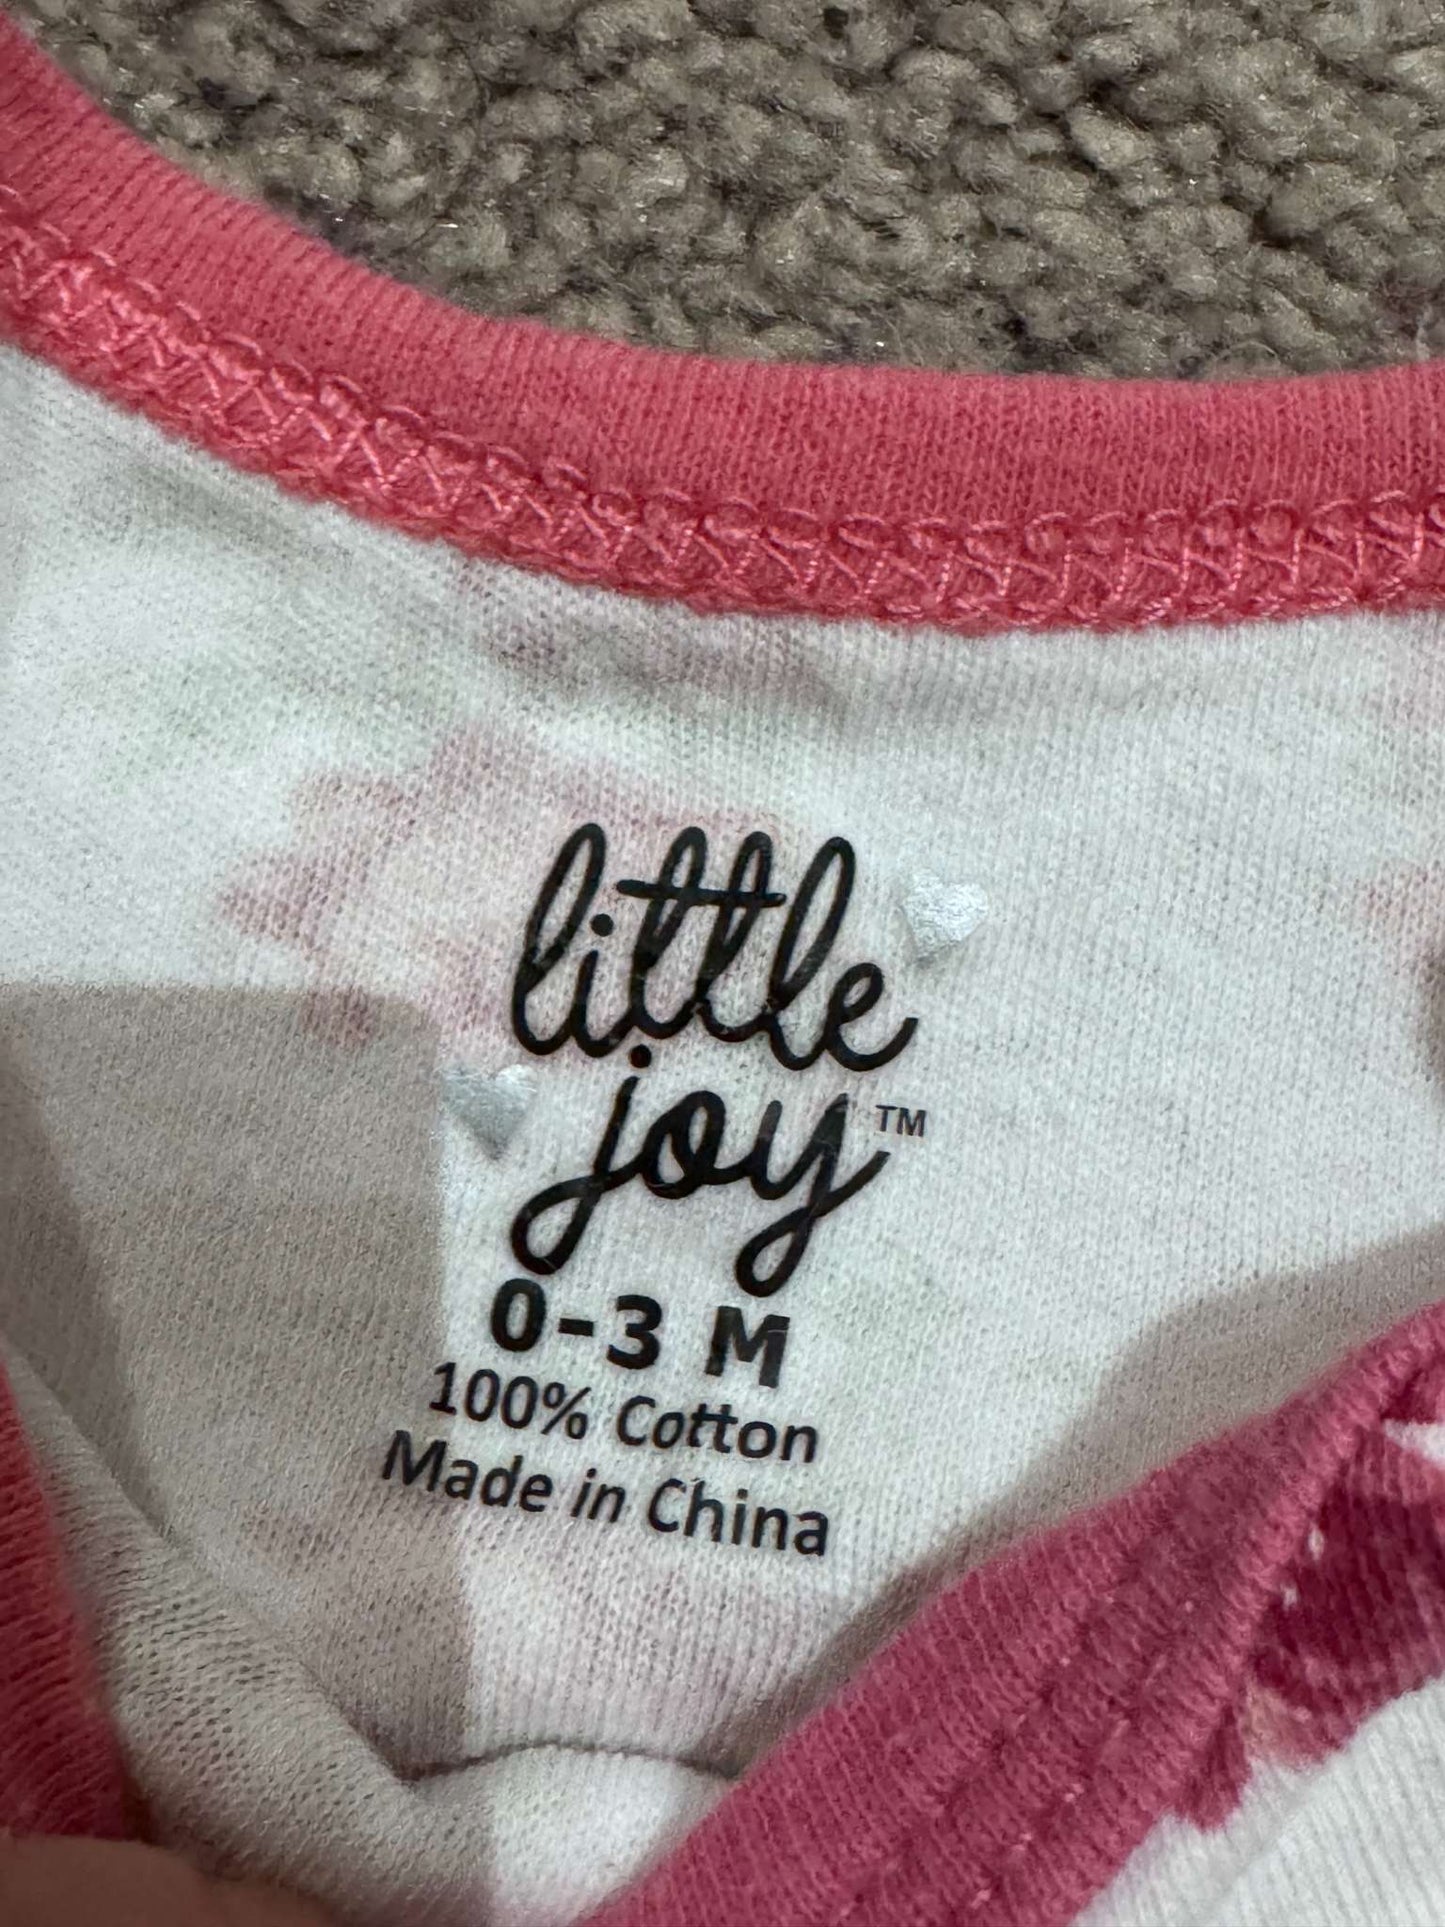 little
joy™
0-3 M
100% Cotton
Made in China